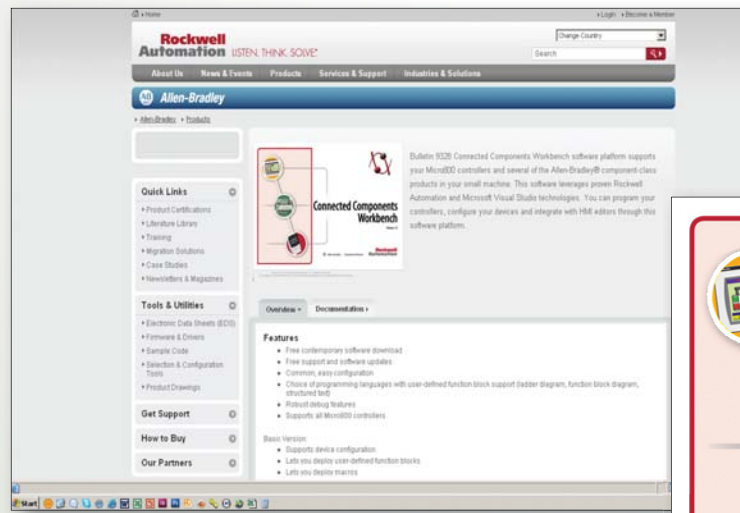 Home
Login
Become a Member
Rockwell
Automation
LISTEN. THINK. SOLVE.®
Change Country
Search
About Us
News & Events
Products
Services & Support
Industries & Solutions
AB
Allen-Bradley
Allen-Bradley
Products
Bulletin 9328 Connected Components Workbench software platform supports
your Micro800 controllers and several of the Allen-Bradley® component-class
products in your small machine. This software leverages proven Rockwell
Automation and Microsoft Visual Studio technologies. You can program your
controllers, configure your devices and integrate with HMI editors through this
software platform.
Connected Components
Workbench
Rockwell
Automation
Quick Links
Product Certifications
Literature Library
Training
Migration Solutions
Case Studies
Newsletters & Magazines
Tools & Utilities
Electronic Data Sheets (EDS)
Firmware & Drivers
Sample Code
Selection & Configuration
Tools
Product Drawings
Get Support
How to Buy
Our Partners
Overview
Documentation
Features
Free contemporary software download
Free support and software updates
Common, easy configuration
Choice of programming languages with user-defined function block support (ladder diagram, function block diagram,
structured text)
Robust debug features
Supports all Micro800 controllers
Basic Version:
Supports device configuration
Lets you deploy user-defined function blocks
Lets you deploy macros
Start